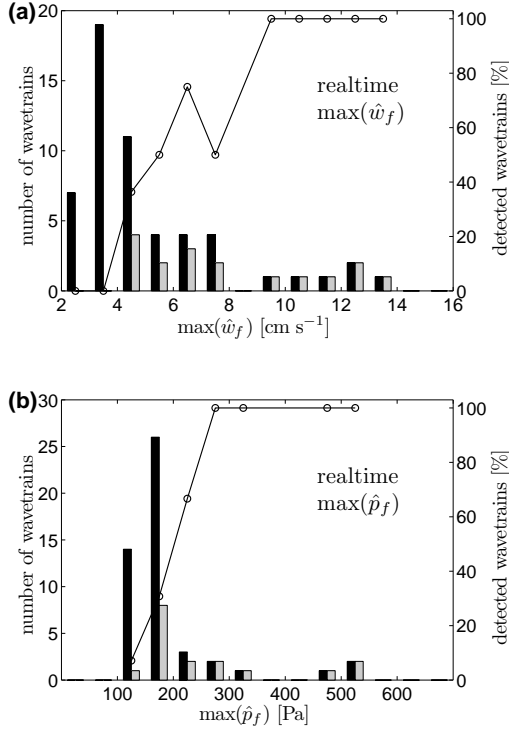 (a)
20
100
15
80
realtime
max(ŵ_f)
60
10
40
5
20
0
0
2 4 6 8 10 12 14 16
number of wavetrains
detected wavetrains [%]
max(ŵ_f) [cm s⁻¹]
(b)
30
100
25
80
20
realtime
max(p̂_f)
60
15
40
10
20
5
0
0
100 200 300 400 500 600
number of wavetrains
detected wavetrains [%]
max(p̂_f) [Pa]